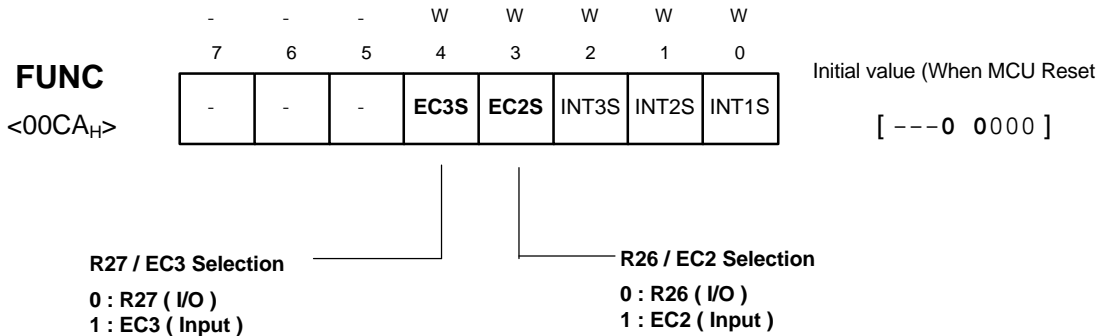 - - - W W W W W
7 6 5 4 3 2 1 0
FUNC
<00CAH>
- - - EC3S EC2S INT3S INT2S INT1S
Initial value (When MCU Reset
[ ---0 0000 ]
R27 / EC3 Selection
0 : R27 ( I/O )
1 : EC3 ( Input )
R26 / EC2 Selection
0 : R26 ( I/O )
1 : EC2 ( Input )